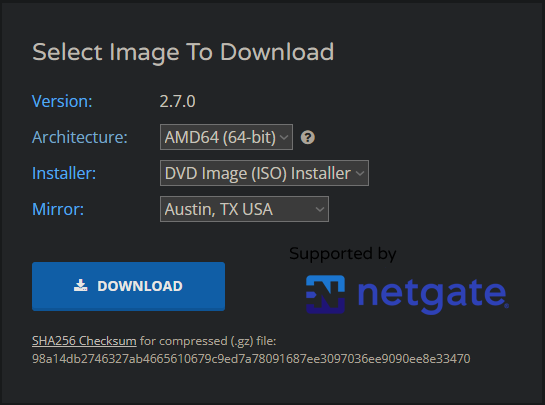 Select Image To Download
Version: 2.7.0
Architecture: AMD64 (64-bit) ?
Installer: DVD Image (ISO) Installer
Mirror: Austin, TX USA
Supported by
DOWNLOAD netgate®
SHA256 Checksum for compressed (.gz) file:
98a14db2746327ab4665610679c9ed7a78091687ee3097036ee9090ee8e33470